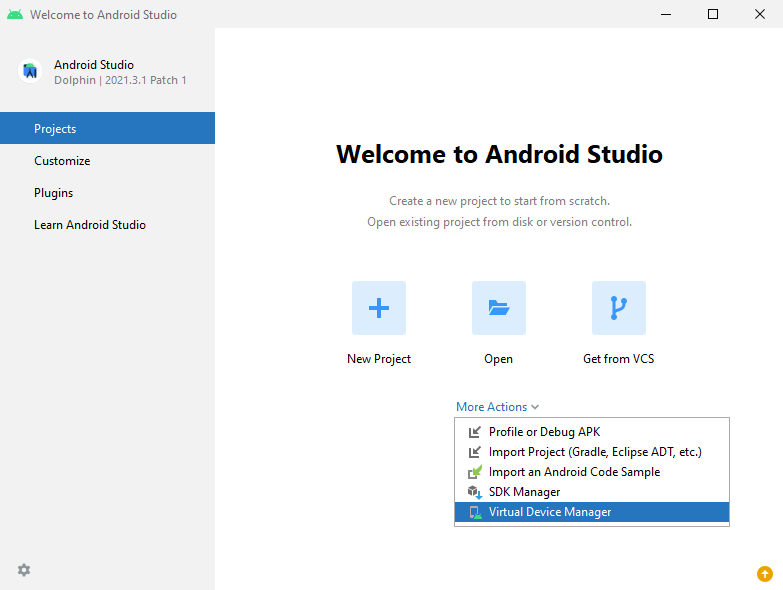 Welcome to Android Studio
Android Studio
Dolphin | 2021.3.1 Patch 1
Projects
Customize
Plugins
Learn Android Studio
Welcome to Android Studio
Create a new project to start from scratch.
Open existing project from disk or version control.
New Project
Open
Get from VCS
More Actions
Profile or Debug APK
Import Project (Gradle, Eclipse ADT, etc.)
Import an Android Code Sample
SDK Manager
Virtual Device Manager